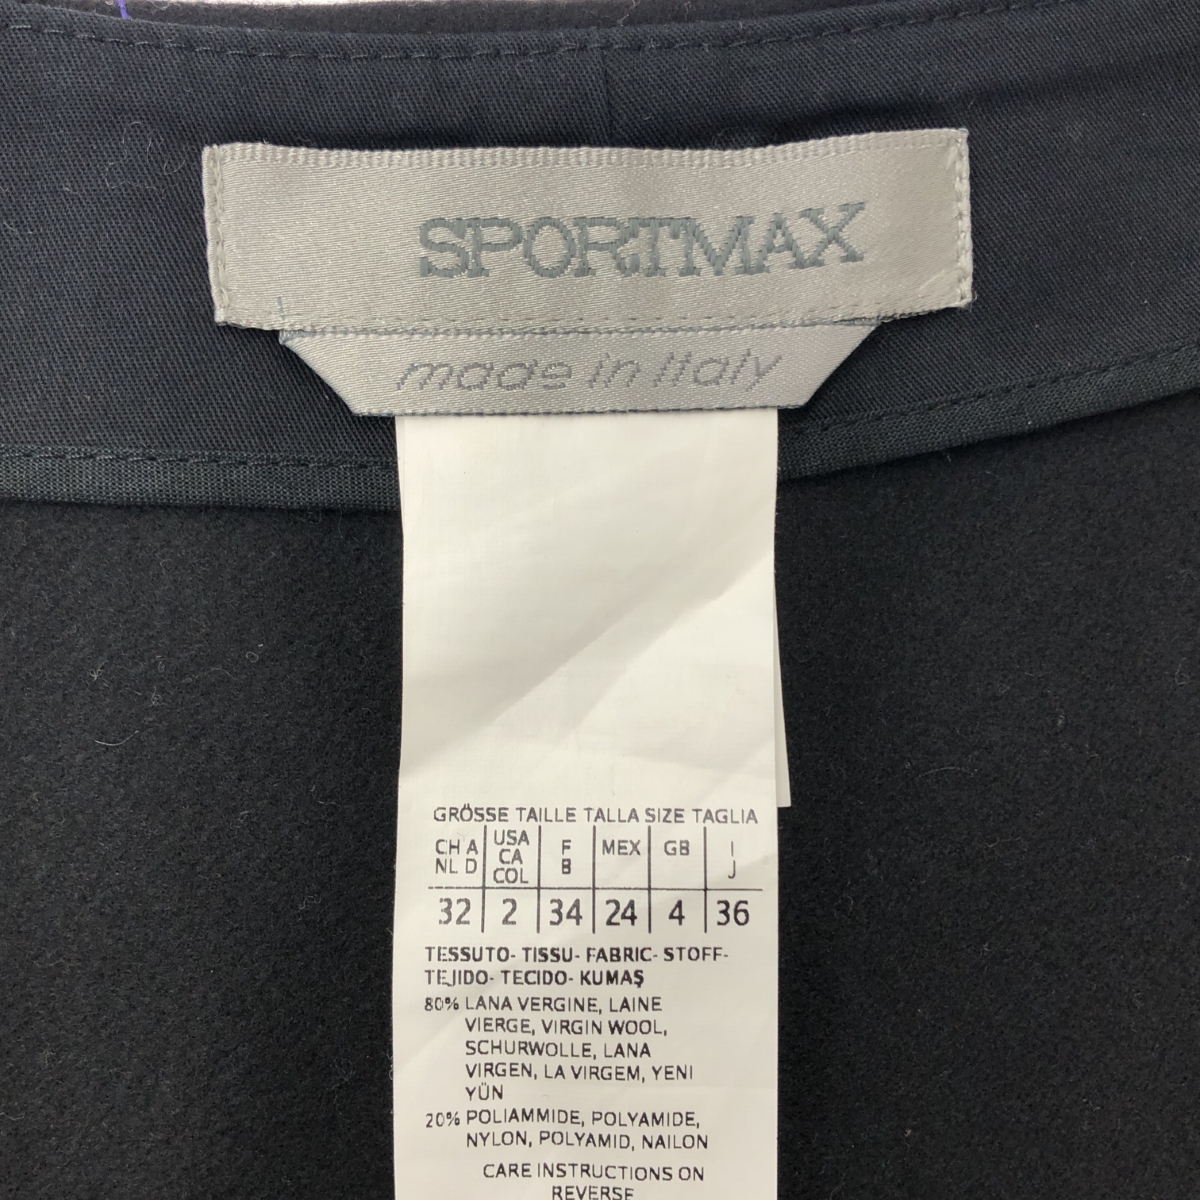 SPORTMAX
made in Italy
GRÖSSE TAILLE TALLA SIZE TAGLIA
CH A NL D | USA CA COL | F B | MEX | GB | I J
32 | 2 | 34 | 24 | 4 | 36
TESSUTO- TISSU- FABRIC- STOFF-
TEJIDO- TECIDO- KUMAŞ
80% LANA VERGINE, LAINE
VIERGE, VIRGIN WOOL,
SCHURWOLLE, LANA
VIRGEN, LA VIRGEM, YENI
YÜN
20% POLIAMMIDE, POLYAMIDE,
NYLON, POLYAMID, NAILON
CARE INSTRUCTIONS ON
REVERSE